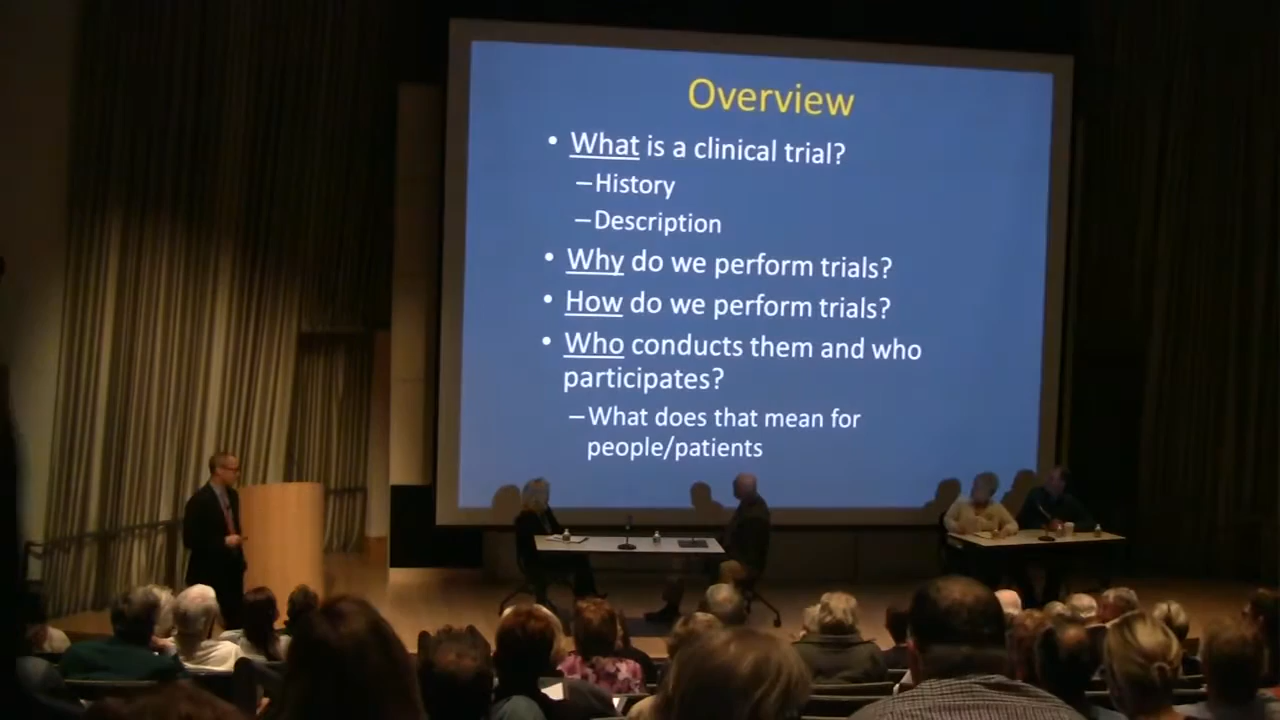 Overview
• What is a clinical trial?
–History
–Description
• Why do we perform trials?
• How do we perform trials?
• Who conducts them and who
participates?
–What does that mean for
people/patients